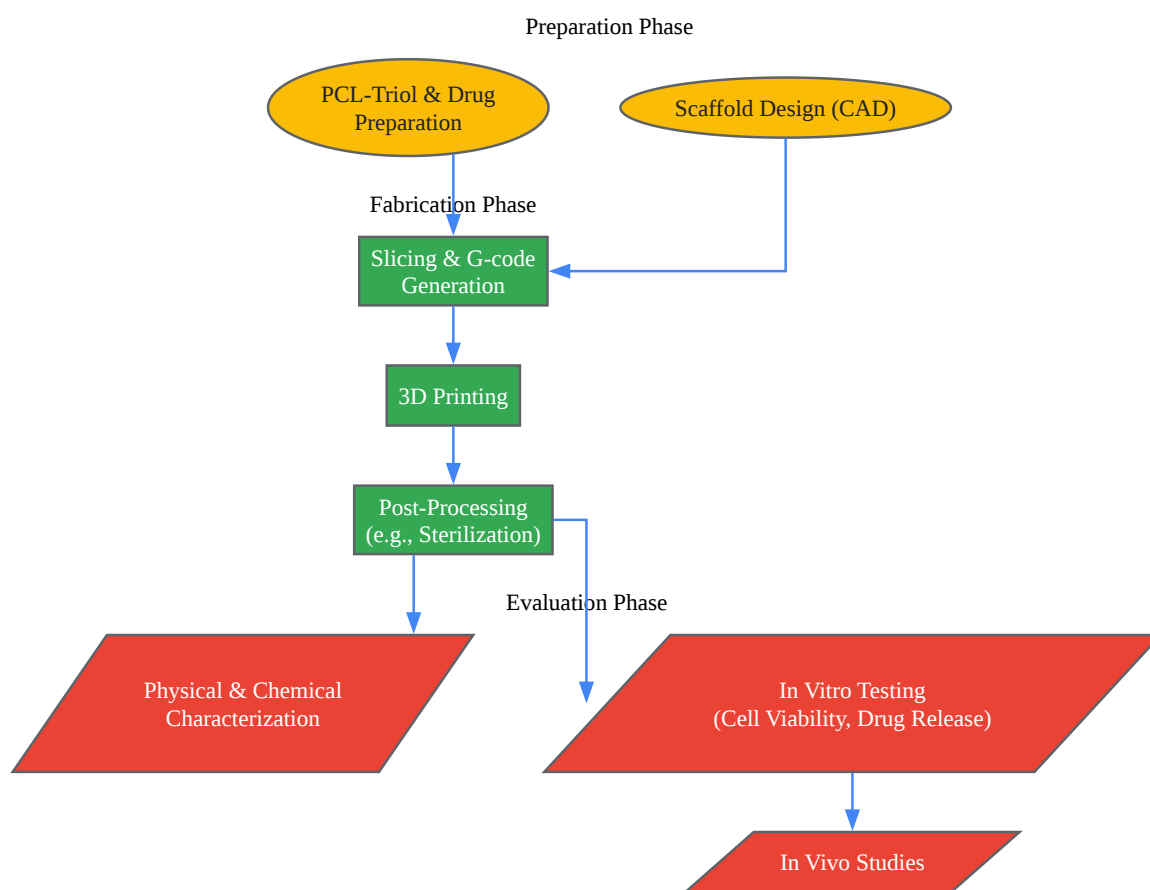 Preparation Phase
PCL-Triol & Drug
Preparation
Scaffold Design (CAD)
Fabrication Phase
Slicing & G-code
Generation
3D Printing
Post-Processing
(e.g., Sterilization)
Evaluation Phase
Physical & Chemical
Characterization
In Vitro Testing
(Cell Viability, Drug Release)
In Vivo Studies